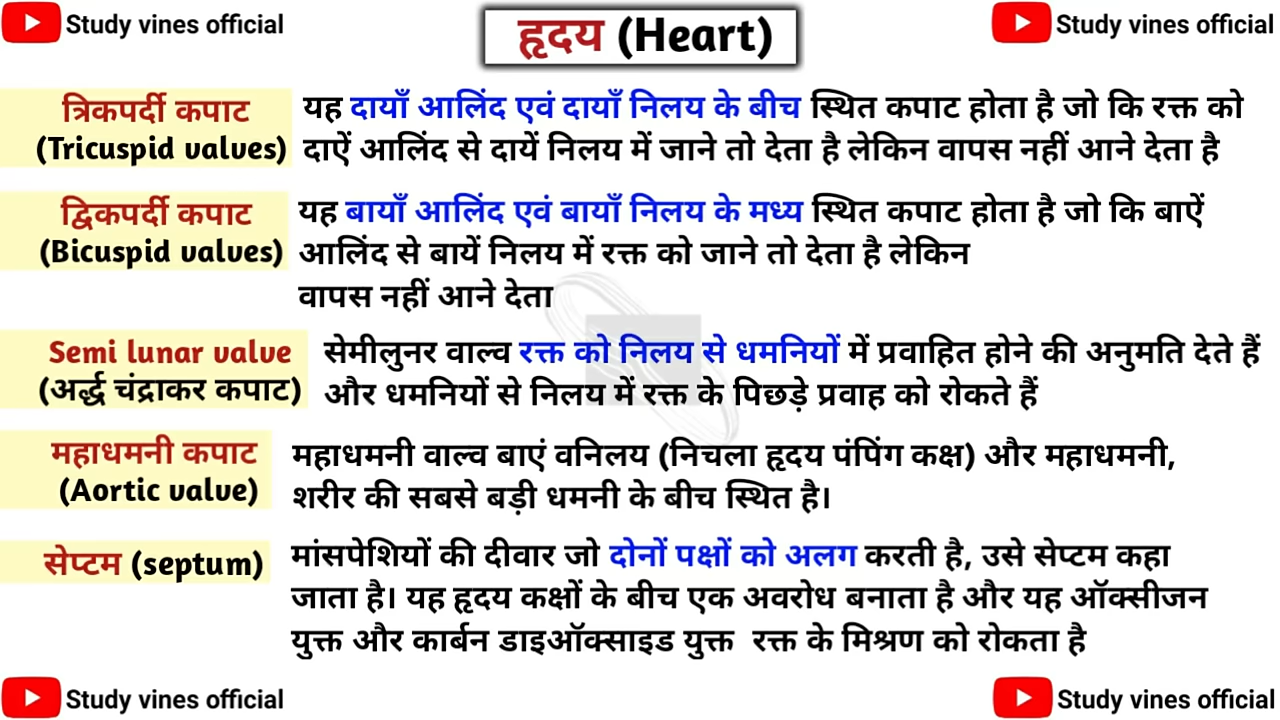 Study vines official
हृदय (Heart)
Study vines official
त्रिकपर्दी कपाट
(Tricuspid valves)
यह दायाँ आलिंद एवं दायाँ निलय के बीच स्थित कपाट होता है जो कि रक्त को
दाऐं आलिंद से दायें निलय में जाने तो देता है लेकिन वापस नहीं आने देता है
द्विकपर्दी कपाट
(Bicuspid valves)
यह बायाँ आलिंद एवं बायाँ निलय के मध्य स्थित कपाट होता है जो कि बाऐं
आलिंद से बायें निलय में रक्त को जाने तो देता है लेकिन
वापस नहीं आने देता
Semi lunar valve
(अर्द्ध चंद्राकर कपाट)
सेमीलुनर वाल्व रक्त को निलय से धमनियों में प्रवाहित होने की अनुमति देते हैं
और धमनियों से निलय में रक्त के पिछड़े प्रवाह को रोकते हैं
महाधमनी कपाट
(Aortic valve)
महाधमनी वाल्व बाएं वनिलय (निचला हृदय पंपिंग कक्ष) और महाधमनी,
शरीर की सबसे बड़ी धमनी के बीच स्थित है।
सेप्टम (septum)
मांसपेशियों की दीवार जो दोनों पक्षों को अलग करती है, उसे सेप्टम कहा
जाता है। यह हृदय कक्षों के बीच एक अवरोध बनाता है और यह ऑक्सीजन
युक्त और कार्बन डाइऑक्साइड युक्त रक्त के मिश्रण को रोकता है
Study vines official
Study vines official